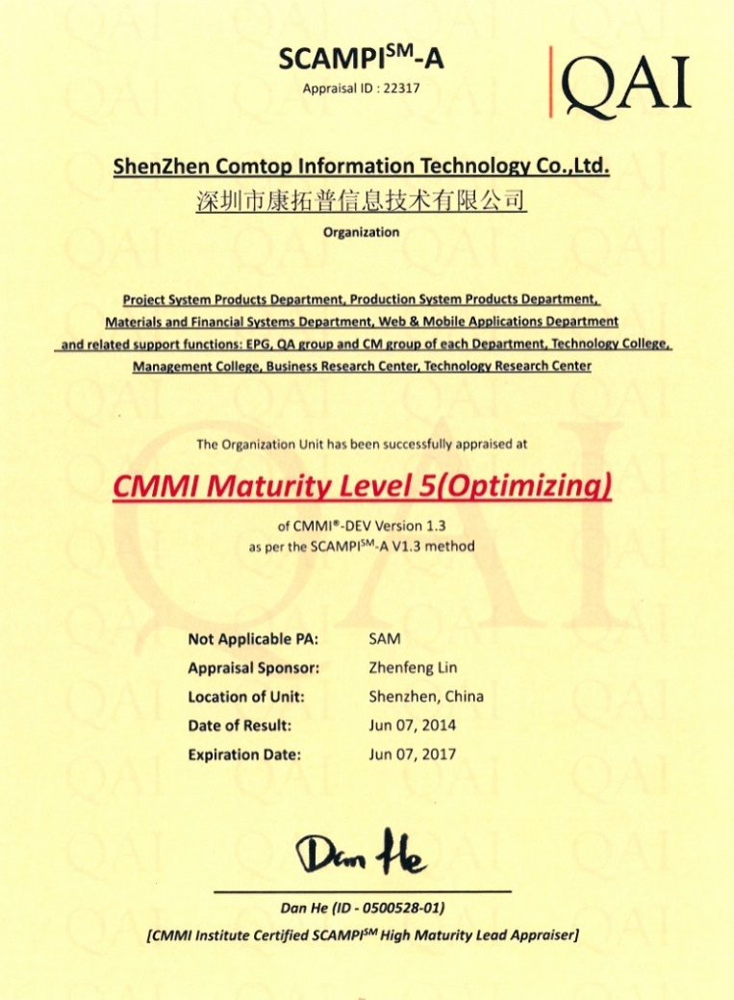 SCAMPI℠-A
Appraisal ID : 22317
QAI
ShenZhen Comtop Information Technology Co.,Ltd.
深圳市康拓普信息技术有限公司
Organization
Project System Products Department, Production System Products Department,
Materials and Financial Systems Department, Web & Mobile Applications Department
and related support functions: EPG, QA group and CM group of each Department, Technology College,
Management College, Business Research Center, Technology Research Center
The Organization Unit has been successfully appraised at
CMMI Maturity Level 5(Optimizing)
of CMMI®-DEV Version 1.3
as per the SCAMPI℠-A V1.3 method
Not Applicable PA: SAM
Appraisal Sponsor: Zhenfeng Lin
Location of Unit: Shenzhen, China
Date of Result: Jun 07, 2014
Expiration Date: Jun 07, 2017
Dan He
Dan He (ID - 0500528-01)
[CMMI Institute Certified SCAMPI℠ High Maturity Lead Appraiser]